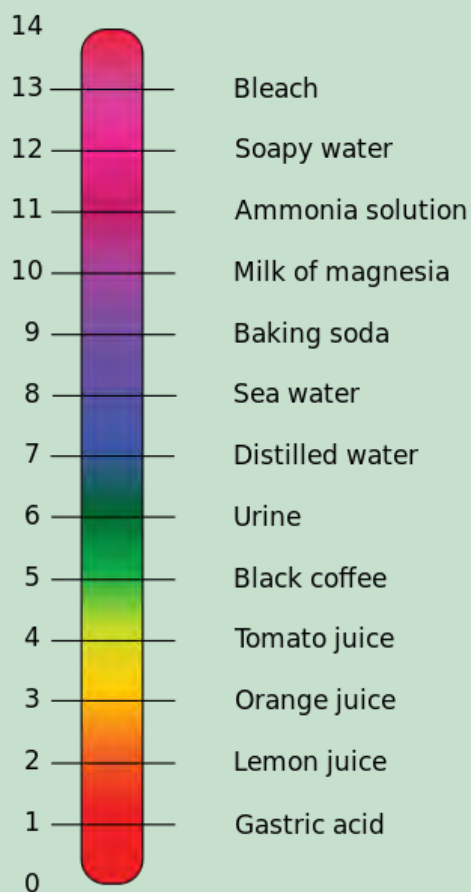 14
13 Bleach
12 Soapy water
11 Ammonia solution
10 Milk of magnesia
9 Baking soda
8 Sea water
7 Distilled water
6 Urine
5 Black coffee
4 Tomato juice
3 Orange juice
2 Lemon juice
1 Gastric acid
0